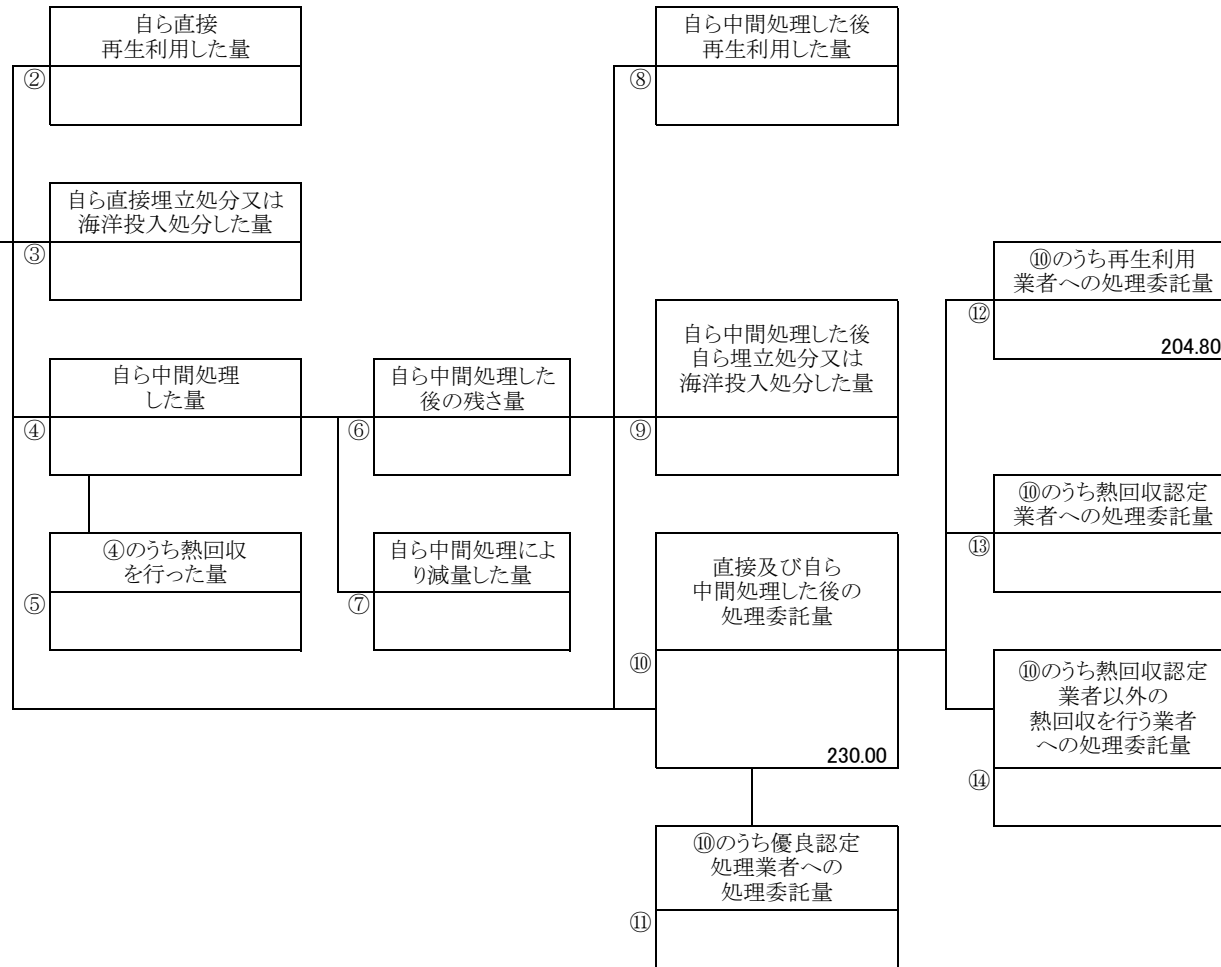 自ら直接
再生利用した量
②
自ら中間処理した後
再生利用した量
⑧
自ら直接埋立処分又は
海洋投入処分した量
③
⑩のうち再生利用
業者への処理委託量
⑫
204.80
自ら中間処理
した量
④
自ら中間処理した
後の残さ量
⑥
自ら中間処理した後
自ら埋立処分又は
海洋投入処分した量
⑨
⑩のうち熱回収認定
業者への処理委託量
⑬
④のうち熱回収
を行った量
⑤
自ら中間処理によ
り減量した量
⑦
直接及び自ら
中間処理した後の
処理委託量
⑩
230.00
⑩のうち熱回収認定
業者以外の
熱回収を行う業者
への処理委託量
⑭
⑩のうち優良認定
処理業者への
処理委託量
⑪